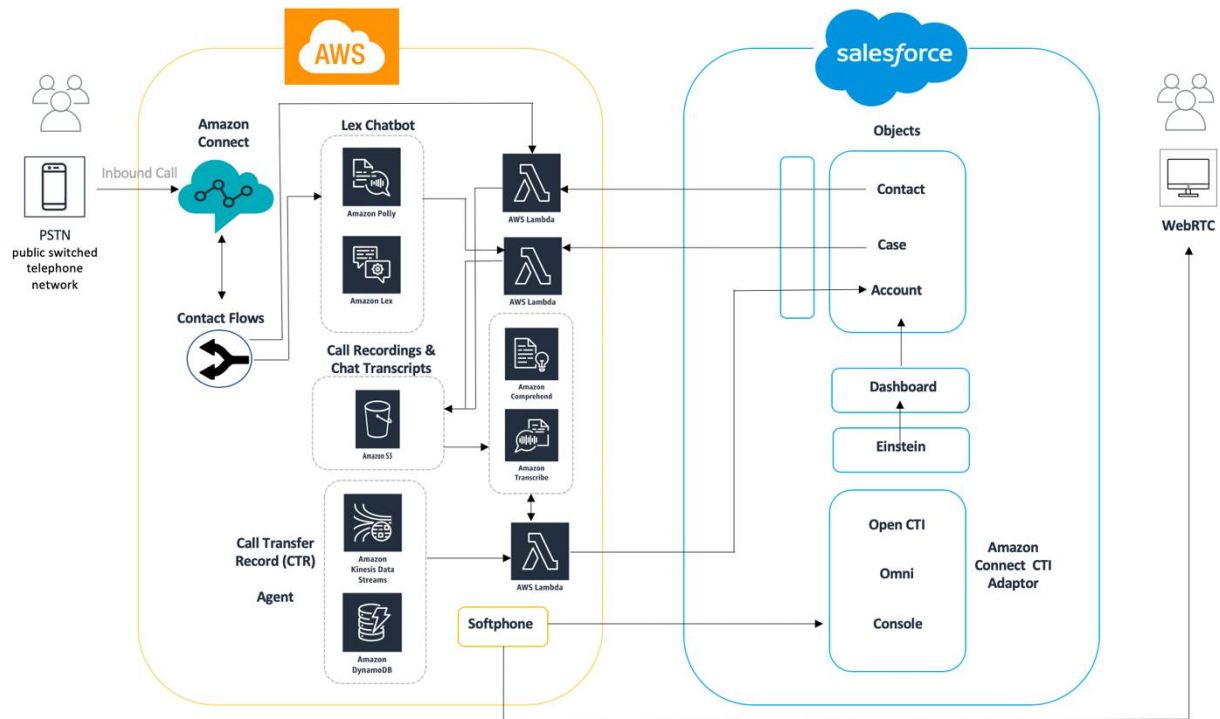 AWS
salesforce
Amazon
Connect
Lex Chatbot
Objects
Inbound Call
Amazon Polly
AWS Lambda
Contact
PSTN
public switched
telephone
network
WebRTC
Case
Amazon Lex
AWS Lambda
Account
Contact Flows
Call Recordings &
Chat Transcripts
Amazon
Comprehend
Dashboard
Amazon S3
Amazon
Transcribe
Einstein
Call Transfer
Record (CTR)
Agent
Amazon
Kinesis Data
Streams
AWS Lambda
Amazon
DynamoDB
Softphone
Open CTI
Omni
Console
Amazon
Connect CTI
Adaptor